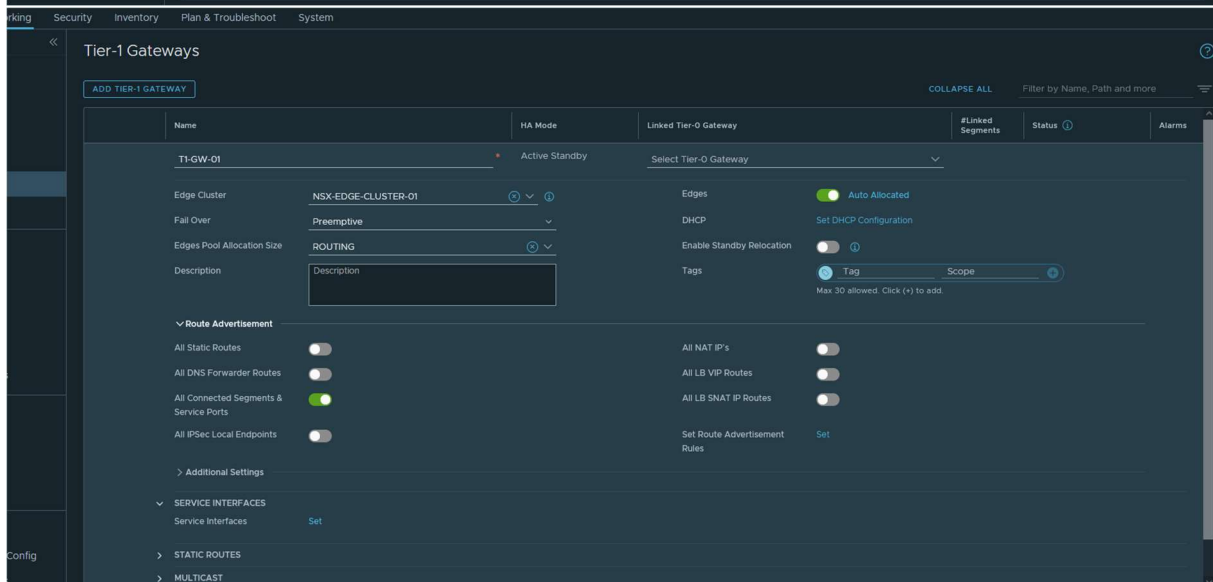 rking Security Inventory Plan & Troubleshoot System
Tier-1 Gateways
ADD TIER-1 GATEWAY COLLAPSE ALL Filter by Name, Path and more
Name HA Mode Linked Tier-0 Gateway #Linked Segments Status Alarms
T1-GW-01 * Active Standby Select Tier-0 Gateway
Edge Cluster NSX-EDGE-CLUSTER-01 Edges Auto Allocated
Fail Over Preemptive DHCP Set DHCP Configuration
Edges Pool Allocation Size ROUTING Enable Standby Relocation
Description Description Tags Tag Scope
Max 30 allowed. Click (+) to add.
Route Advertisement
All Static Routes All NAT IP's
All DNS Forwarder Routes All LB VIP Routes
All Connected Segments & All LB SNAT IP Routes
Service Ports
All IPSec Local Endpoints Set Route Advertisement Set
Rules
Additional Settings
SERVICE INTERFACES
Service Interfaces Set
Config STATIC ROUTES
MULTICAST